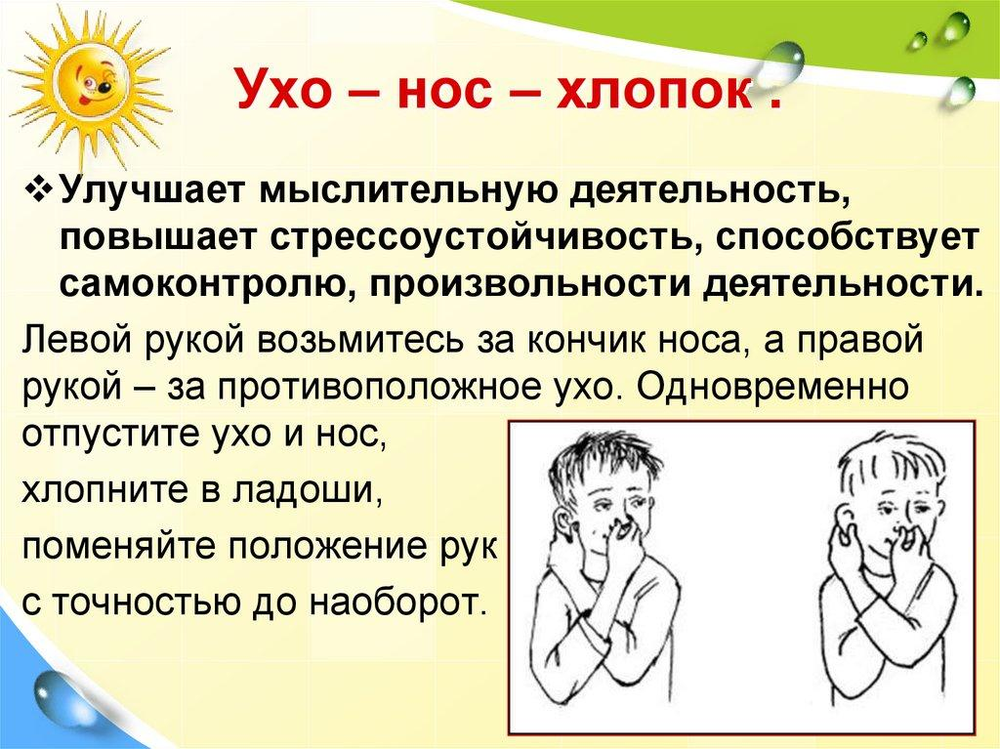 Ухо – нос – хлопок .
❖Улучшает мыслительную деятельность,
повышает стрессоустойчивость, способствует
самоконтролю, произвольности деятельности.
Левой рукой возьмитесь за кончик носа, а правой
рукой – за противоположное ухо. Одновременно
отпустите ухо и нос,
хлопните в ладоши,
поменяйте положение рук
с точностью до наоборот.